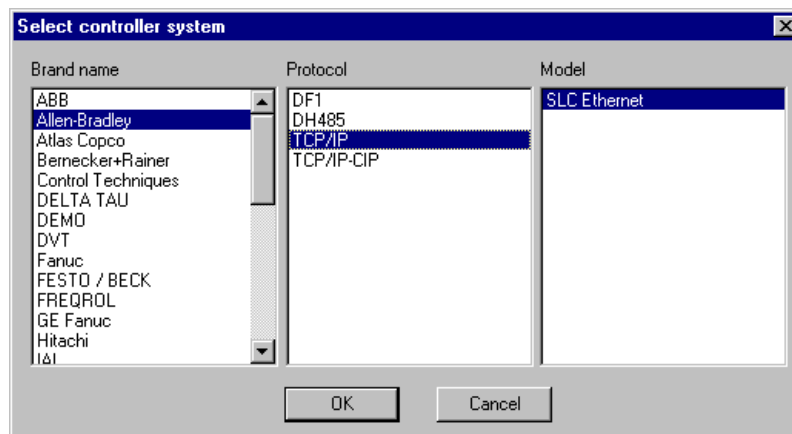 Select controller system
Brand name
ABB
Allen-Bradley
Atlas Copco
Bernecker+Rainer
Control Techniques
DELTA TAU
DEMO
DVT
Fanuc
FESTO / BECK
FREQROL
GE Fanuc
Hitachi
IAI
Protocol
DF1
DH485
TCP/IP
TCP/IP-CIP
Model
SLC Ethernet
OK Cancel